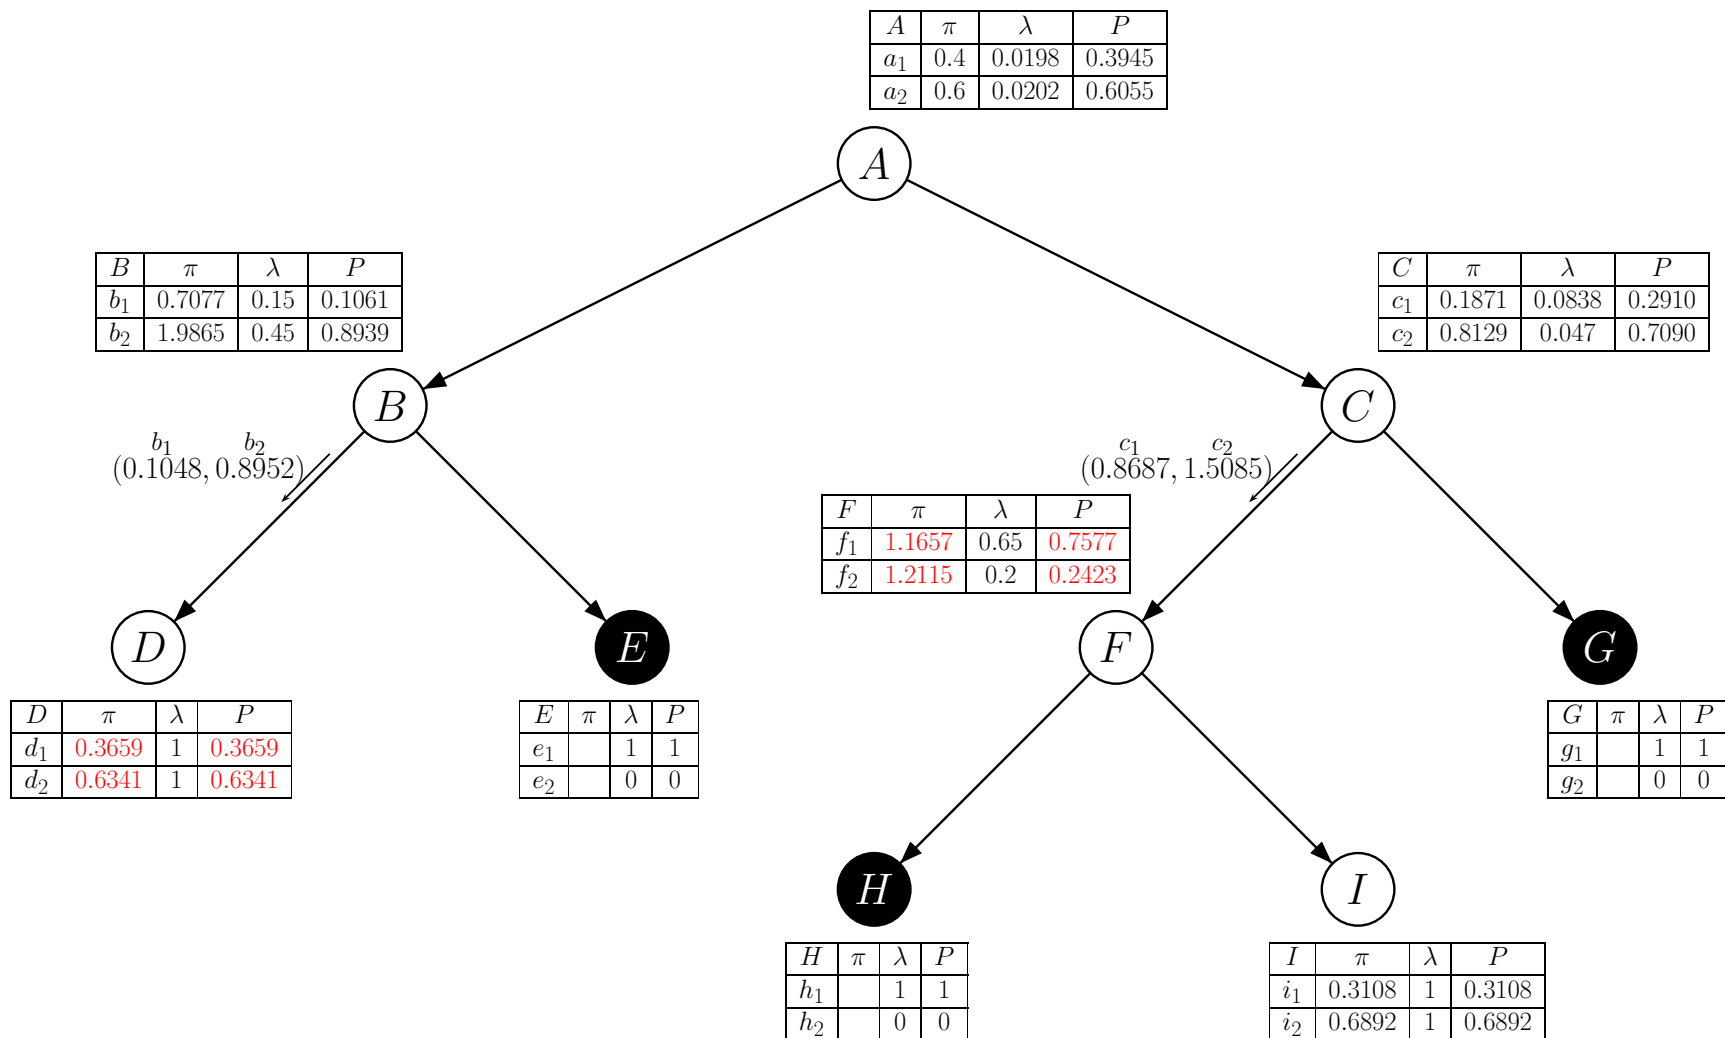 A π λ P
a₁ 0.4 0.0198 0.3945
a₂ 0.6 0.0202 0.6055
A
B π λ P
b₁ 0.7077 0.15 0.1061
b₂ 1.9865 0.45 0.8939
C π λ P
c₁ 0.1871 0.0838 0.2910
c₂ 0.8129 0.047 0.7090
B
C
b₁ b₂
(0.1048, 0.8952)
c₁ c₂
(0.8687, 1.5085)
F π λ P
f₁ 1.1657 0.65 0.7577
f₂ 1.2115 0.2 0.2423
D
E
F
G
D π λ P
d₁ 0.3659 1 0.3659
d₂ 0.6341 1 0.6341
E π λ P
e₁ 1 1
e₂ 0 0
G π λ P
g₁ 1 1
g₂ 0 0
H
I
H π λ P
h₁ 1 1
h₂ 0 0
I π λ P
i₁ 0.3108 1 0.3108
i₂ 0.6892 1 0.6892